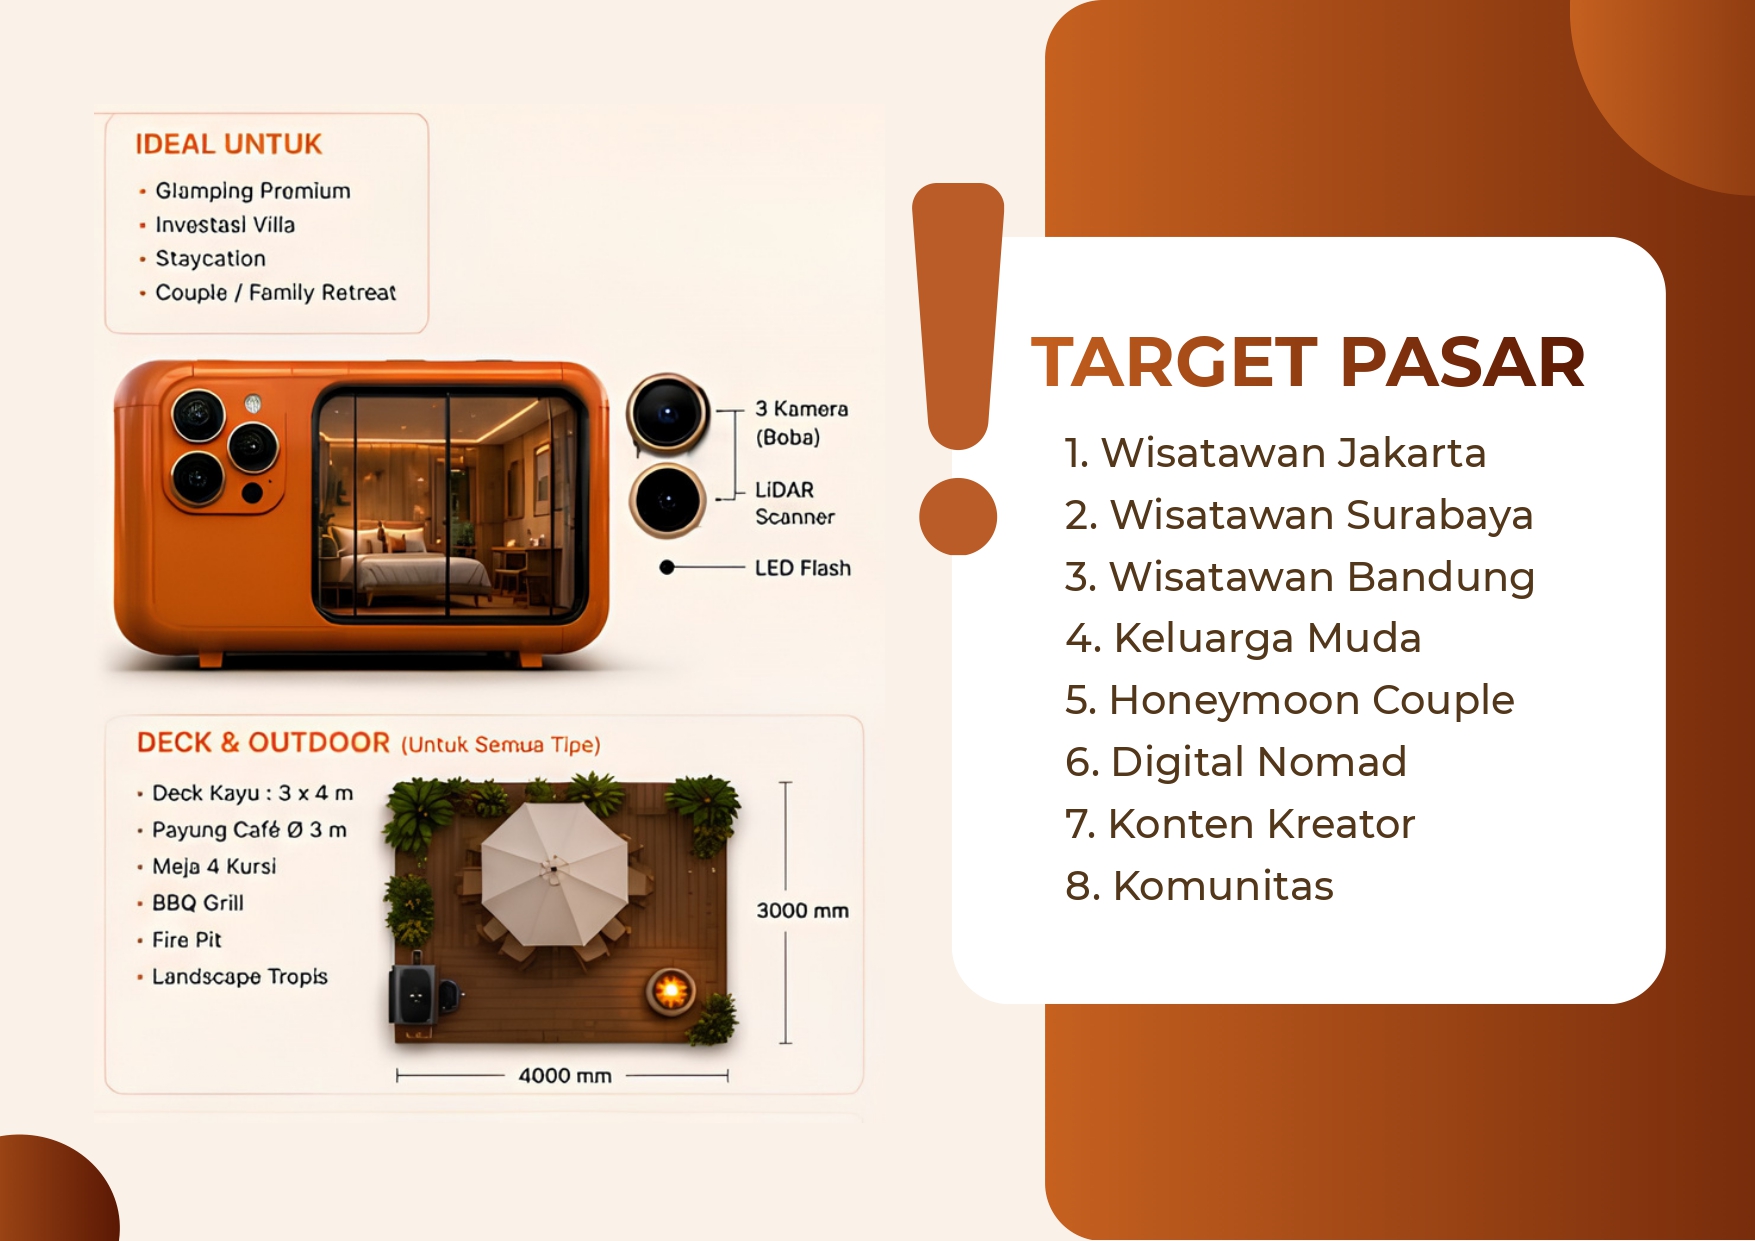 IDEAL UNTUK
• Glamping Premium
• Investasi Villa
• Staycation
• Couple / Family Retreat
3 Kamera
(Boba)
LiDAR
Scanner
LED Flash
DECK & OUTDOOR (Untuk Semua Tipe)
• Deck Kayu : 3 x 4 m
• Payung Café Ø 3 m
• Meja 4 Kursi
• BBQ Grill
• Fire Pit
• Landscape Tropis
3000 mm
4000 mm
!
TARGET PASAR
1. Wisatawan Jakarta
2. Wisatawan Surabaya
3. Wisatawan Bandung
4. Keluarga Muda
5. Honeymoon Couple
6. Digital Nomad
7. Konten Kreator
8. Komunitas